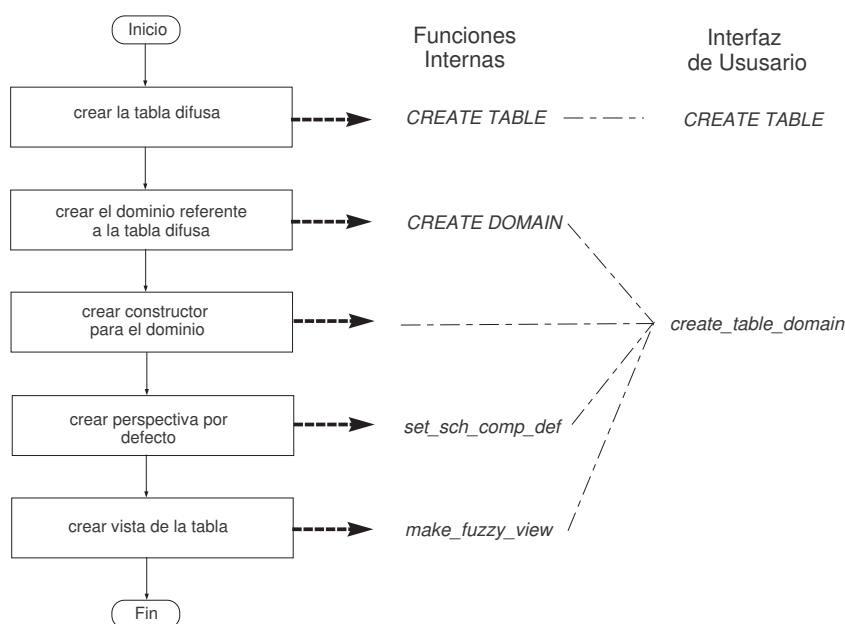 Inicio
Funciones
Internas
Interfaz
de Ususario
crear la tabla difusa
CREATE TABLE
CREATE TABLE
crear el dominio referente
a la tabla difusa
CREATE DOMAIN
crear constructor
para el dominio
create_table_domain
crear perspectiva por
defecto
set_sch_comp_def
crear vista de la tabla
make_fuzzy_view
Fin